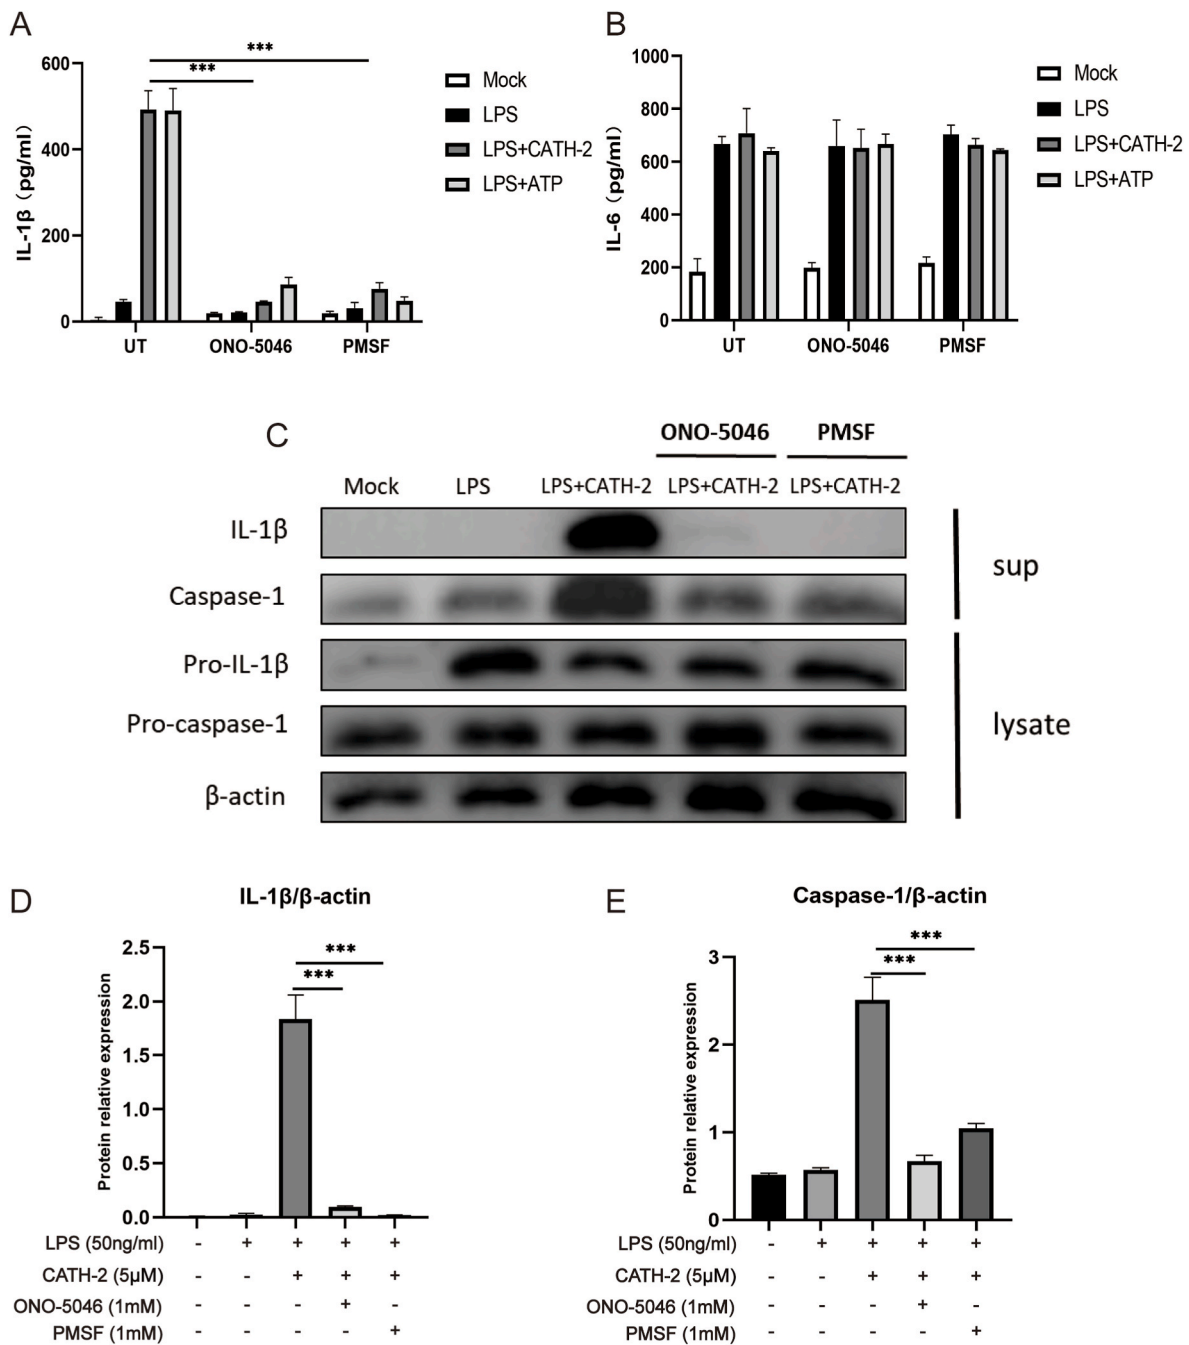 A
***
***
600
400
200
0
IL-1β (pg/ml)
UT
ONO-5046
PMSF
Mock
LPS
LPS+CATH-2
LPS+ATP
B
1000
800
600
400
200
0
IL-6 (pg/ml)
UT
ONO-5046
PMSF
Mock
LPS
LPS+CATH-2
LPS+ATP
C
ONO-5046 PMSF
Mock LPS LPS+CATH-2 LPS+CATH-2 LPS+CATH-2
IL-1β
Caspase-1
sup
Pro-IL-1β
Pro-caspase-1
β-actin
lysate
D
IL-1β/β-actin
***
***
2.5
2.0
1.5
1.0
0.5
0.0
Protein relative expression
LPS (50ng/ml) - + + + +
CATH-2 (5μM) - - + + +
ONO-5046 (1mM) - - - + -
PMSF (1mM) - - - - +
E
Caspase-1/β-actin
***
***
3
2
1
0
Protein relative expression
LPS (50ng/ml) - + + + +
CATH-2 (5μM) - - + + +
ONO-5046 (1mM) - - - + -
PMSF (1mM) - - - - +